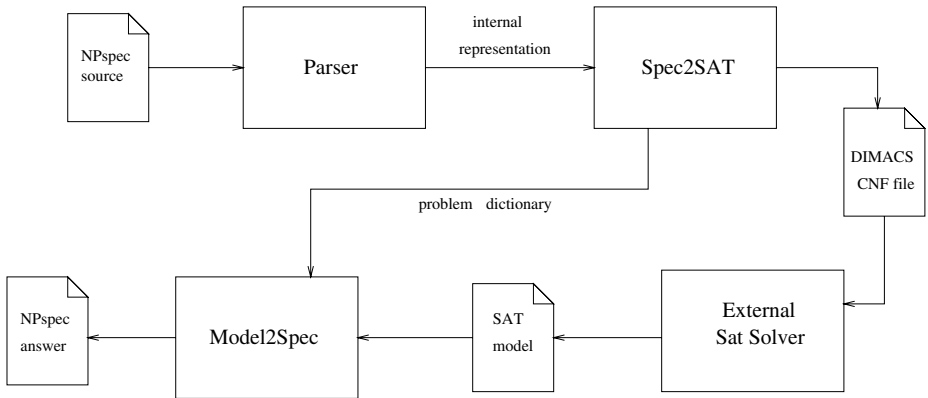 NPspec
source
Parser
internal
representation
Spec2SAT
DIMACS
CNF file
problem dictionary
External
Sat Solver
SAT
model
Model2Spec
NPspec
answer